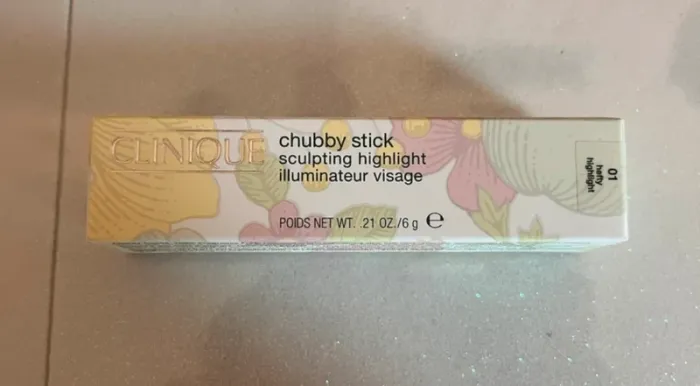 CLINIQUE
chubby stick
sculpting highlight
illuminateur visage
POIDS NET WT. .21 OZ./6 g ℮
01
hefty
highlight